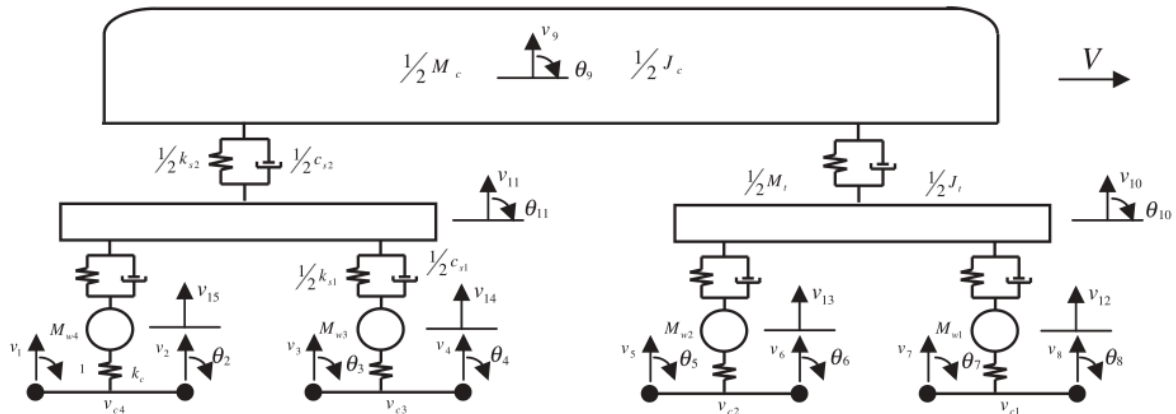 v9
1/2 Mc 1/2 Jc θ9 V
1/2 ks2 1/2 cs2
v11 1/2 Mt 1/2 Jt v10
θ11 θ10
1/2 ks1 1/2 cs1
v15 v14 v13 v12
Mw4 Mw3 Mw2 Mw1
v1 v2 θ2 v3 θ3 v4 θ4 v5 θ5 v6 θ6 v7 θ7 v8 θ8
1 kc
vc4 vc3 vc2 vc1